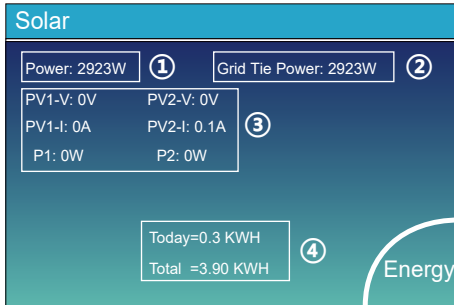 Solar
Power: 2923W ① Grid Tie Power: 2923W ②
PV1-V: 0V PV2-V: 0V
PV1-I: 0A PV2-I: 0.1A ③
P1: 0W P2: 0W
Today=0.3 KWH
④
Total =3.90 KWH
Energy